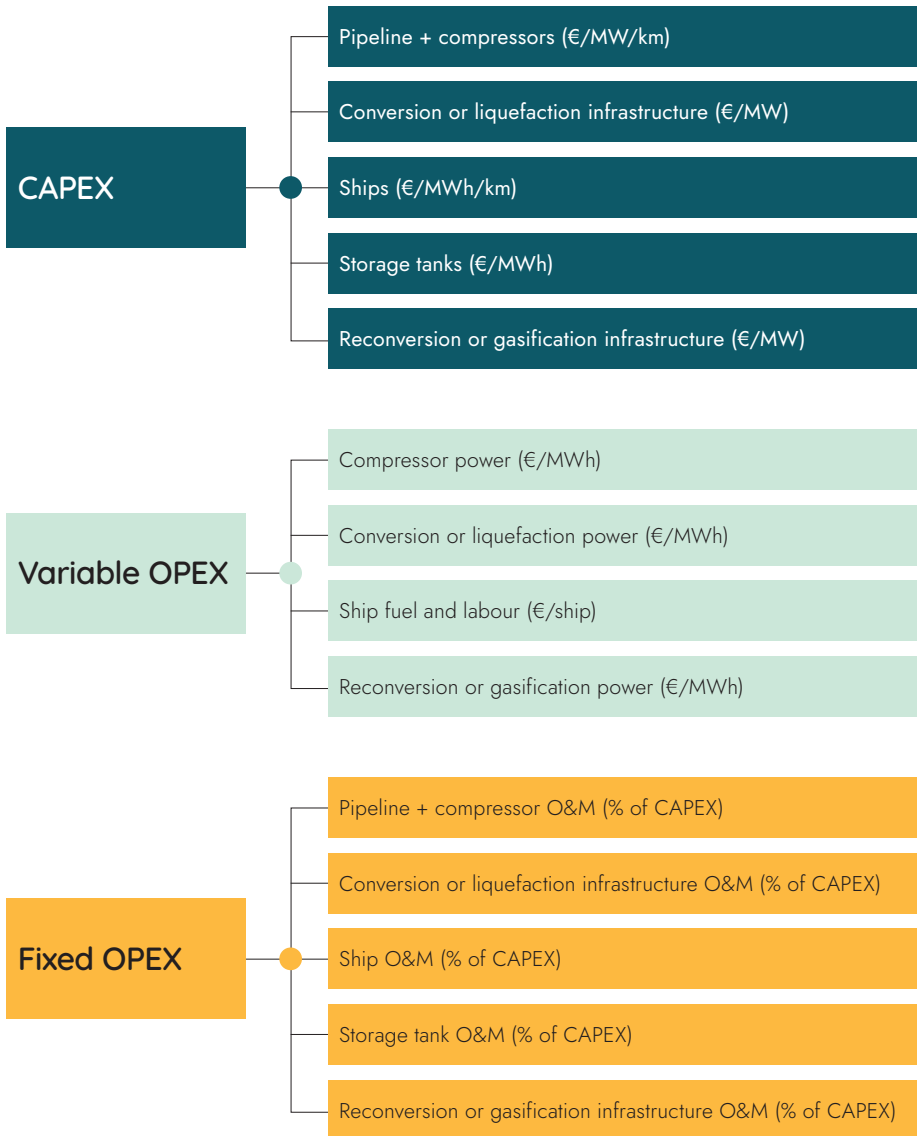 CAPEX
Pipeline + compressors (€/MW/km)
Conversion or liquefaction infrastructure (€/MW)
Ships (€/MWh/km)
Storage tanks (€/MWh)
Reconversion or gasification infrastructure (€/MW)
Variable OPEX
Compressor power (€/MWh)
Conversion or liquefaction power (€/MWh)
Ship fuel and labour (€/ship)
Reconversion or gasification power (€/MWh)
Fixed OPEX
Pipeline + compressor O&M (% of CAPEX)
Conversion or liquefaction infrastructure O&M (% of CAPEX)
Ship O&M (% of CAPEX)
Storage tank O&M (% of CAPEX)
Reconversion or gasification infrastructure O&M (% of CAPEX)